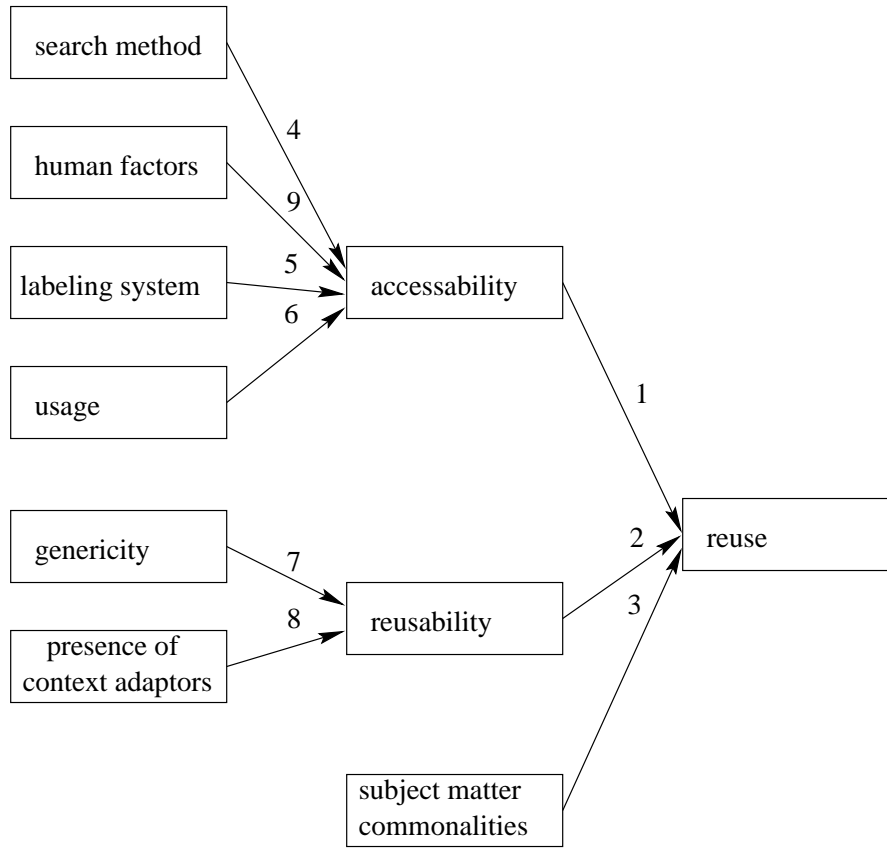 search method
4
human factors
9
labeling system
5
accessability
6
usage
1
genericity
7
reuse
2
reusability
3
8
presence of
context adaptors
subject matter
commonalities